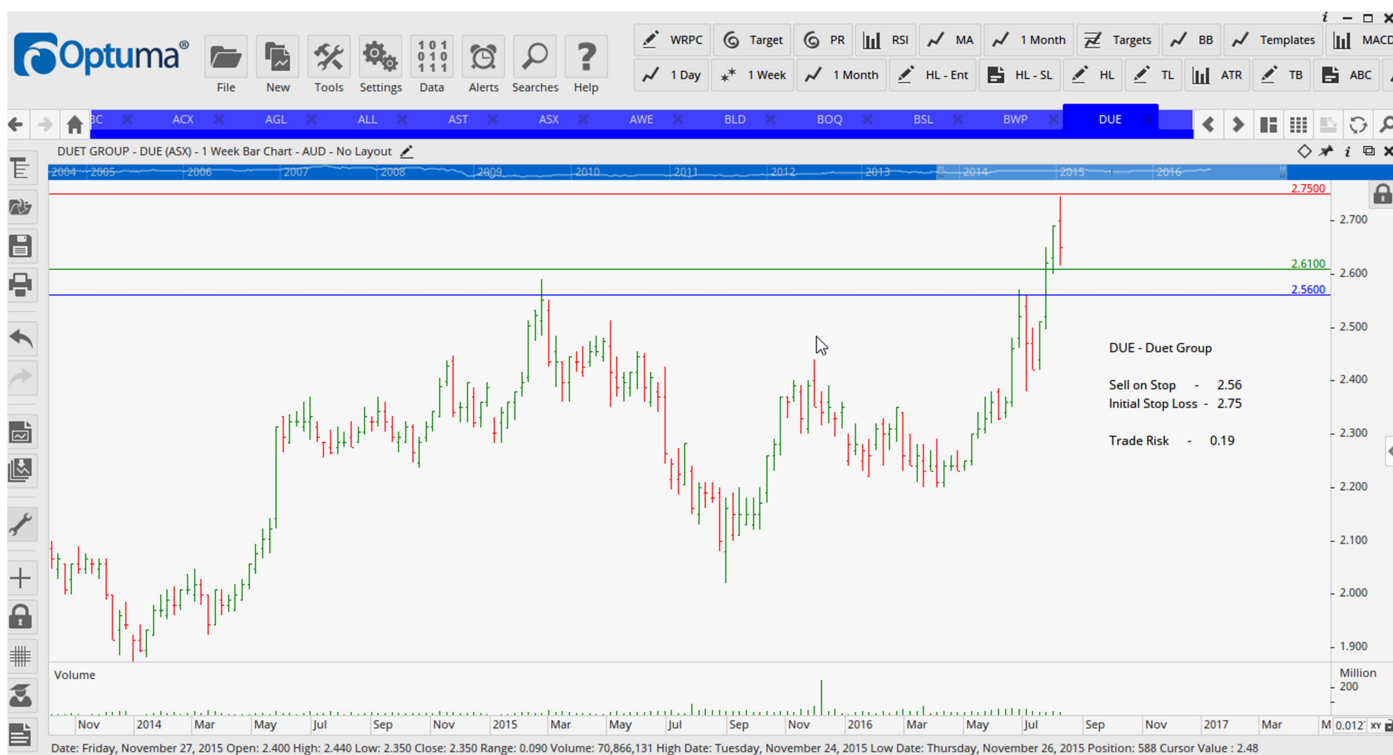 Optuma®
File
New
Tools
Settings
101
010
111
Data
Alerts
Searches
?
Help
WRPC
Target
PR
RSI
MA
1 Month
Targets
BB
Templates
MACD
1 Day
1 Week
1 Month
HL - Ent
HL - SL
HL
TL
ATR
TB
ABC
BC ACX AGL ALL AST ASX AWE BLD BOQ BSL BWP DUE
DUET GROUP - DUE (ASX) - 1 Week Bar Chart - AUD - No Layout
2004 2005 2006 2007 2008 2009 2010 2011 2012 2013 2014 2015 2016
2.7500
2.700
2.6100
2.600
2.5600
2.500
DUE - Duet Group
2.400
Sell on Stop - 2.56
Initial Stop Loss - 2.75
2.300
Trade Risk - 0.19
2.200
2.100
2.000
1.900
Volume
Million
200
Nov 2014 Mar May Jul Sep Nov 2015 Mar May Jul Sep Nov 2016 Mar May Jul Sep Nov 2017 Mar M 0.012 XY
Date: Friday, November 27, 2015 Open: 2.400 High: 2.440 Low: 2.350 Close: 2.350 Range: 0.090 Volume: 70,866,131 High Date: Tuesday, November 24, 2015 Low Date: Thursday, November 26, 2015 Position: 588 Cursor Value : 2.48